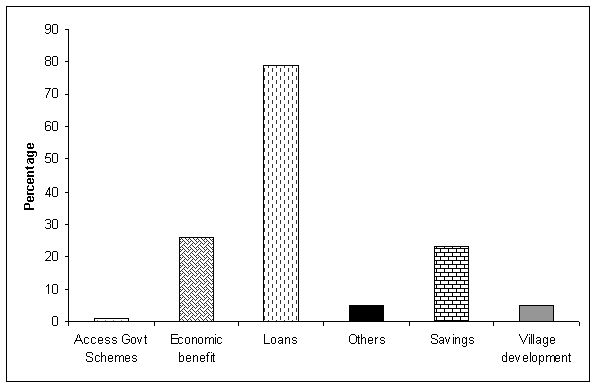 90
80
70
60
50
40
30
20
10
0
Percentage
Access Govt
Schemes
Economic
benefit
Loans
Others
Savings
Village
development